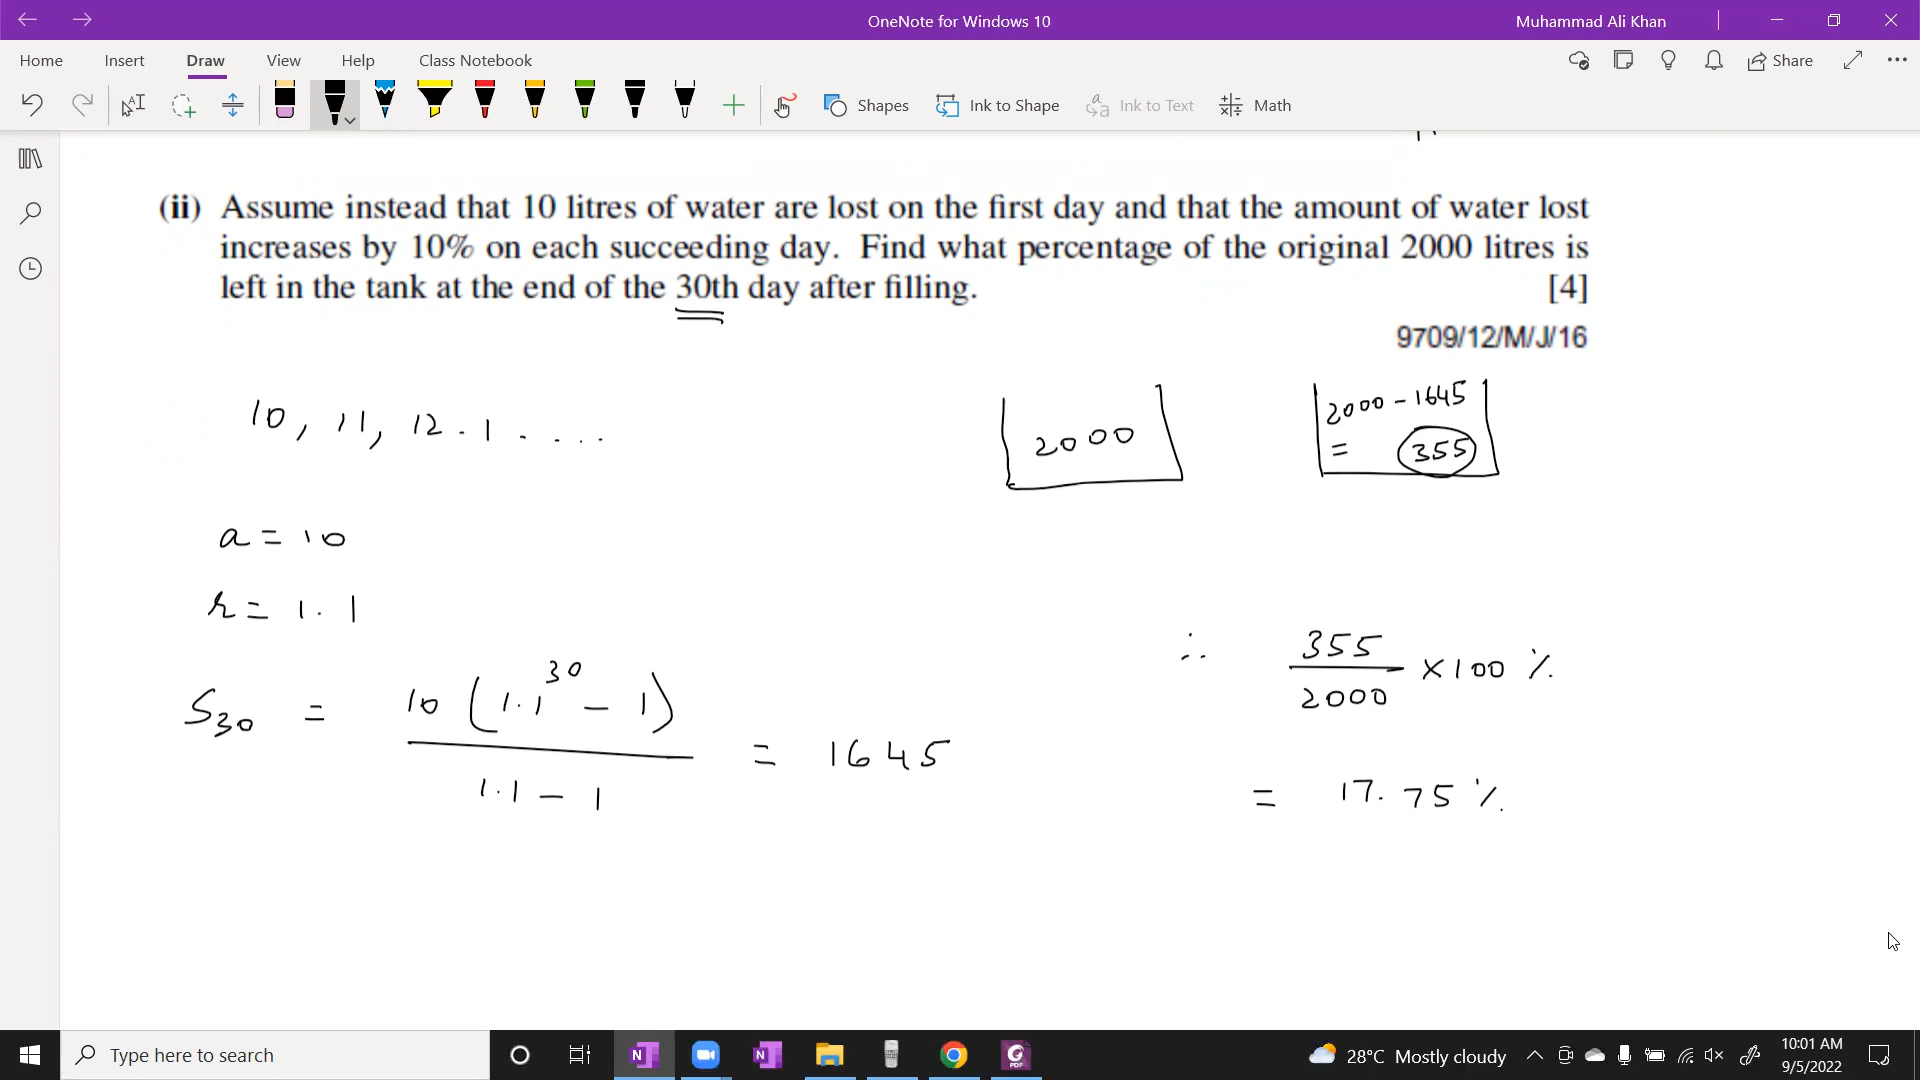 OneNote for Windows 10
Muhammad Ali Khan
Home Insert Draw View Help Class Notebook
Share
Shapes Ink to Shape Ink to Text Math
(ii) Assume instead that 10 litres of water are lost on the first day and that the amount of water lost
increases by 10% on each succeeding day. Find what percentage of the original 2000 litres is
left in the tank at the end of the 30th day after filling. [4]
9709/12/M/J/16
10, 11, 12.1 ....
2000
2000 - 1645
= 355
a = 10
r = 1.1
S30 = 10 (1.1^30 - 1)
1.1 - 1
= 1645
∴ 355
2000
× 100 %
= 17.75 %
Type here to search
28°C Mostly cloudy
10:01 AM
9/5/2022